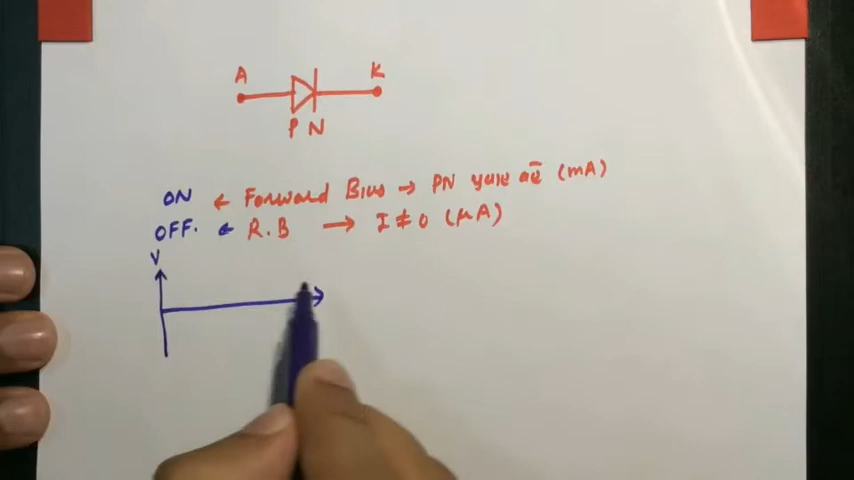 A K
P N
ON ← Forward Bias → PN (mA)
OFF. ← R.B → I ≠ 0 (μA)
V